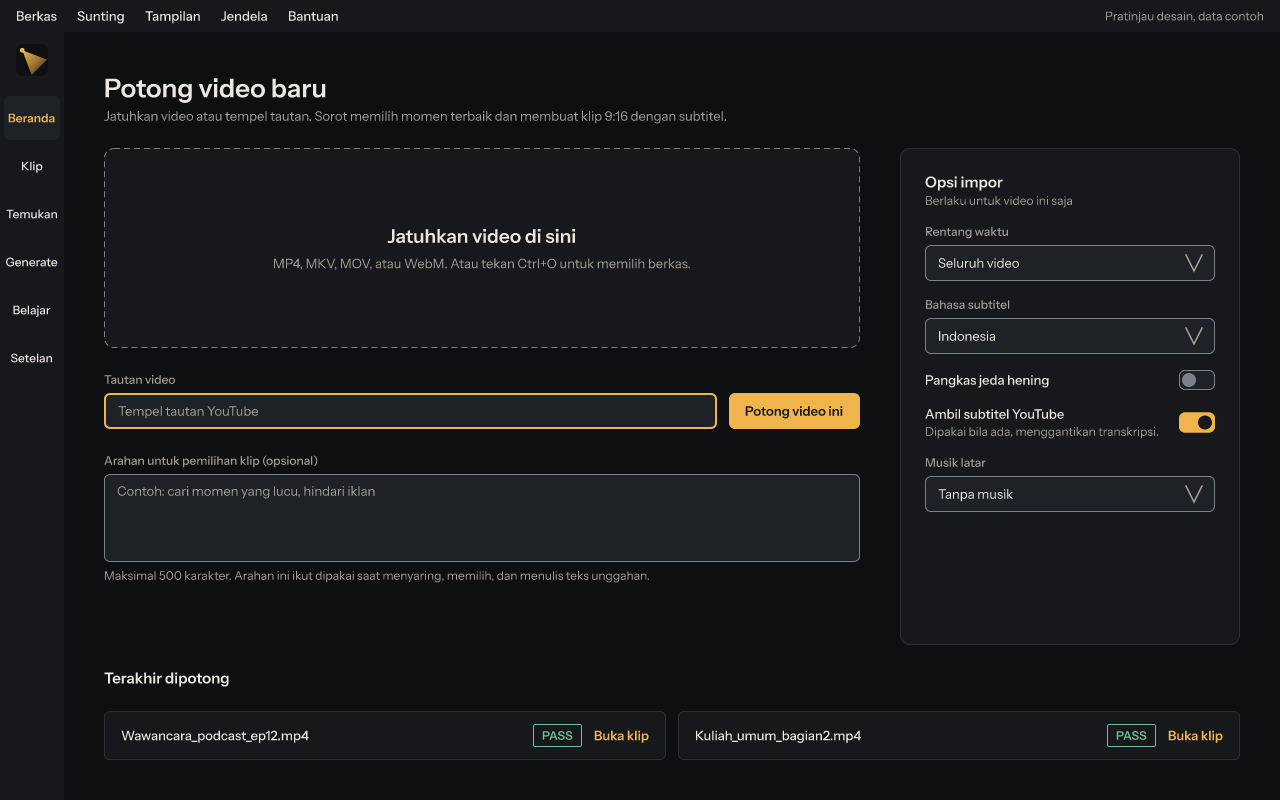 Berkas Sunting Tampilan Jendela Bantuan
Pratinjau desain, data contoh
Beranda
Klip
Temukan
Generate
Belajar
Setelan
Potong video baru
Jatuhkan video atau tempel tautan. Sorot memilih momen terbaik dan membuat klip 9:16 dengan subtitel.
Jatuhkan video di sini
MP4, MKV, MOV, atau WebM. Atau tekan Ctrl+O untuk memilih berkas.
Tautan video
Tempel tautan YouTube
Potong video ini
Arahan untuk pemilihan klip (opsional)
Contoh: cari momen yang lucu, hindari iklan
Maksimal 500 karakter. Arahan ini ikut dipakai saat menyaring, memilih, dan menulis teks unggahan.
Opsi impor
Berlaku untuk video ini saja
Rentang waktu
Seluruh video
Bahasa subtitel
Indonesia
Pangkas jeda hening
Ambil subtitel YouTube
Dipakai bila ada, menggantikan transkripsi.
Musik latar
Tanpa musik
Terakhir dipotong
Wawancara_podcast_ep12.mp4 PASS Buka klip
Kuliah_umum_bagian2.mp4 PASS Buka klip